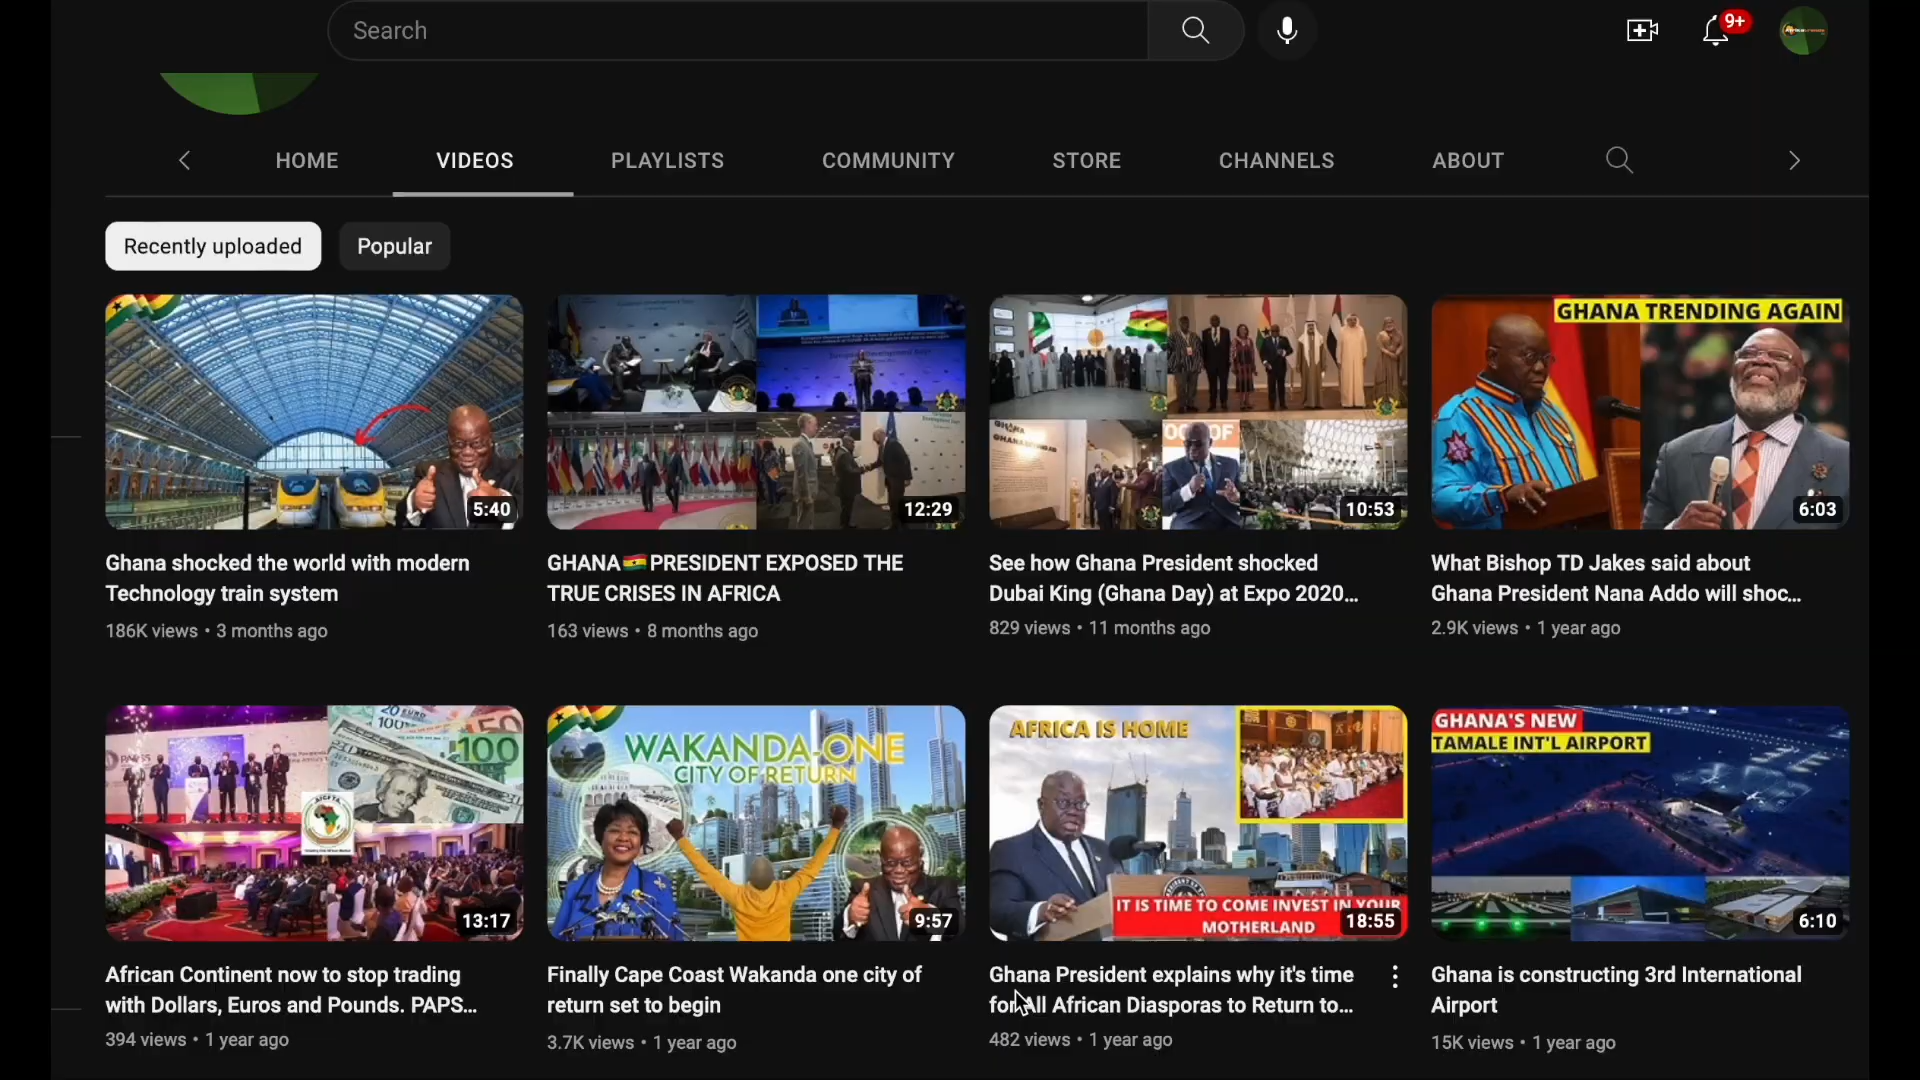 Search
9+
HOME
VIDEOS
PLAYLISTS
COMMUNITY
STORE
CHANNELS
ABOUT
Recently uploaded
Popular
5:40
12:29
10:53
GHANA TRENDING AGAIN
6:03
Ghana shocked the world with modern
Technology train system
186K views • 3 months ago
GHANA🇬🇭PRESIDENT EXPOSED THE
TRUE CRISES IN AFRICA
163 views • 8 months ago
See how Ghana President shocked
Dubai King (Ghana Day) at Expo 2020...
829 views • 11 months ago
What Bishop TD Jakes said about
Ghana President Nana Addo will shoc...
2.9K views • 1 year ago
20 EURO
100
50
100
13:17
WAKANDA-ONE
CITY OF RETURN
9:57
AFRICA IS HOME
IT IS TIME TO COME INVEST IN YOUR
MOTHERLAND
18:55
GHANA'S NEW
TAMALE INT'L AIRPORT
6:10
African Continent now to stop trading
with Dollars, Euros and Pounds. PAPS...
394 views • 1 year ago
Finally Cape Coast Wakanda one city of
return set to begin
3.7K views • 1 year ago
Ghana President explains why it's time
for All African Diasporas to Return to...
482 views • 1 year ago
Ghana is constructing 3rd International
Airport
15K views • 1 year ago